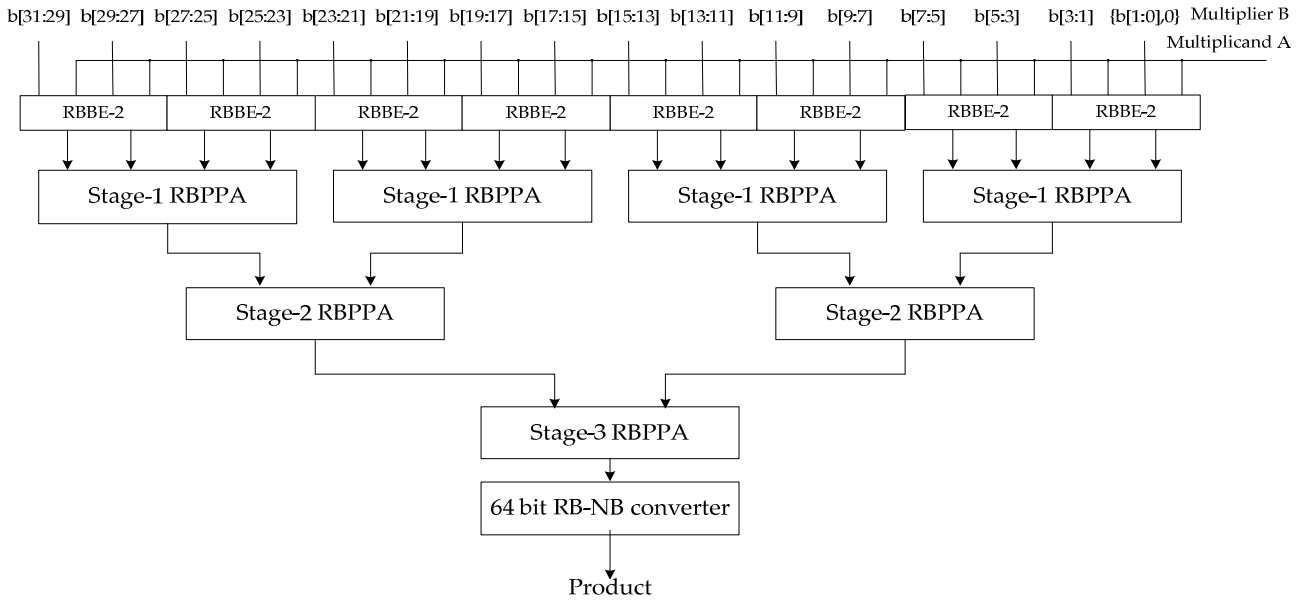 b[31:29] b[29:27] b[27:25] b[25:23] b[23:21] b[21:19] b[19:17] b[17:15] b[15:13] b[13:11] b[11:9] b[9:7] b[7:5] b[5:3] b[3:1] {b[1:0],0} Multiplier B
Multiplicand A
RBBE-2 RBBE-2 RBBE-2 RBBE-2 RBBE-2 RBBE-2 RBBE-2 RBBE-2
Stage-1 RBPPA Stage-1 RBPPA Stage-1 RBPPA Stage-1 RBPPA
Stage-2 RBPPA Stage-2 RBPPA
Stage-3 RBPPA
64 bit RB-NB converter
Product